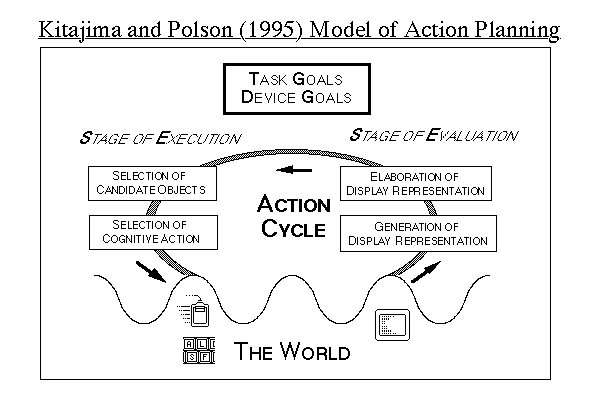 Kitajima and Polson (1995) Model of Action Planning
TASK GOALS
DEVICE GOALS
STAGE OF EXECUTION
STAGE OF EVALUATION
SELECTION OF
CANDIDATE OBJECTS
ELABORATION OF
DISPLAY REPRESENTATION
ACTION
CYCLE
SELECTION OF
COGNITIVE ACTION
GENERATION OF
DISPLAY REPRESENTATION
A L
S F
THE WORLD